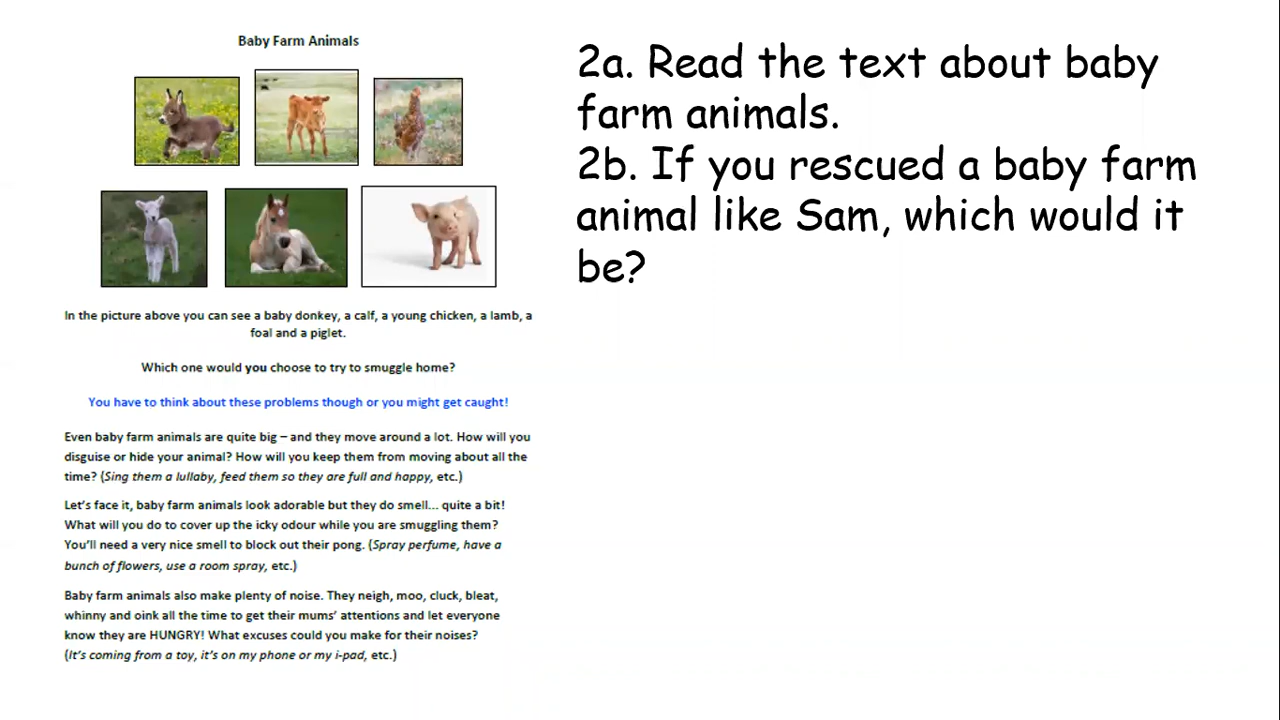 Baby Farm Animals
In the picture above you can see a baby donkey, a calf, a young chicken, a lamb, a
foal and a piglet.
Which one would you choose to try to smuggle home?
You have to think about these problems though or you might get caught!
Even baby farm animals are quite big – and they move around a lot. How will you
disguise or hide your animal? How will you keep them from moving about all the
time? (Sing them a lullaby, feed them so they are full and happy, etc.)
Let's face it, baby farm animals look adorable but they do smell... quite a bit!
What will you do to cover up the icky odour while you are smuggling them?
You'll need a very nice smell to block out their pong. (Spray perfume, have a
bunch of flowers, use a room spray, etc.)
Baby farm animals also make plenty of noise. They neigh, moo, cluck, bleat,
whinny and oink all the time to get their mums' attentions and let everyone
know they are HUNGRY! What excuses could you make for their noises?
(It's coming from a toy, it's on my phone or my i-pad, etc.)
2a. Read the text about baby
farm animals.
2b. If you rescued a baby farm
animal like Sam, which would it
be?